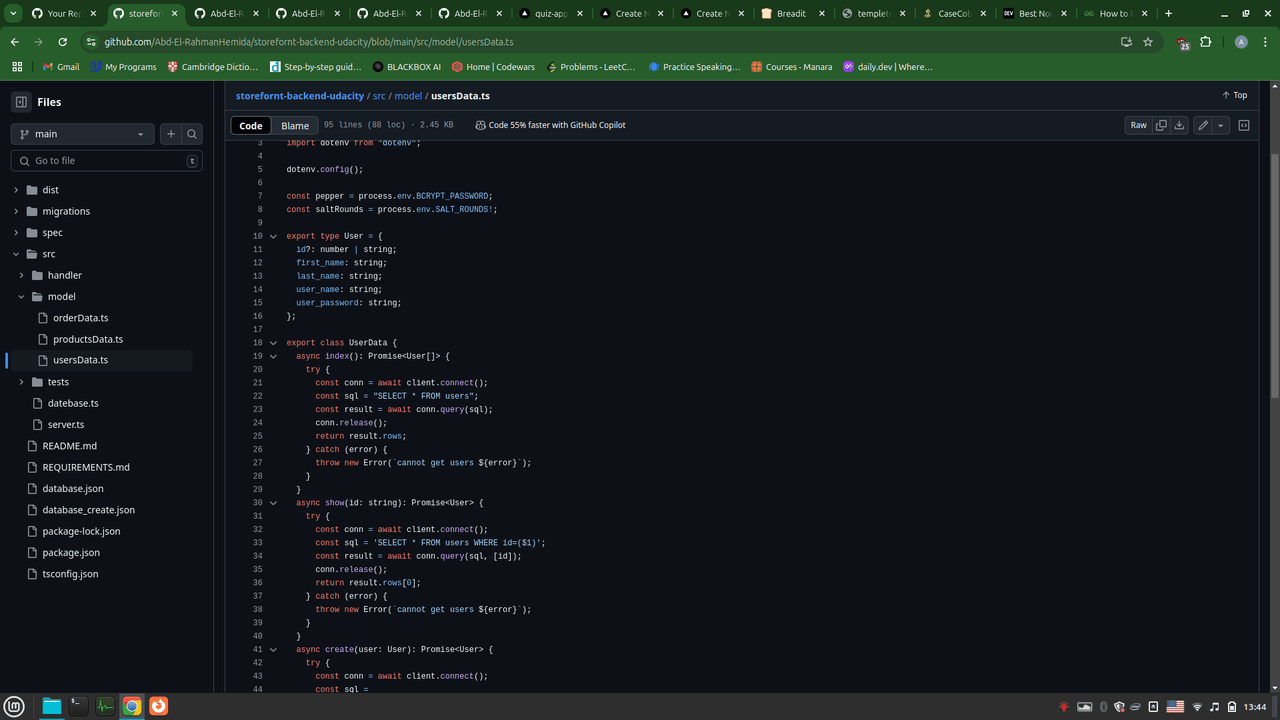 Your Rep
storeforn
Abd-El-R
Abd-El-R
Abd-El-R
Abd-El-R
quiz-app
Create N
Create N
Breadit
templeta
CaseCob
DEV
Best Noc
How to I
github.com/Abd-El-RahmanHemida/storefornt-backend-udacity/blob/main/src/model/usersData.ts
25
A
Gmail
My Programs
Cambridge Dictio…
Step-by-step guid…
BLACKBOX AI
Home | Codewars
Problems - LeetC…
Practice Speaking…
Courses - Manara
daily.dev | Where…
Files
main
Go to file
t
dist
migrations
spec
src
handler
model
orderData.ts
productsData.ts
usersData.ts
tests
datebase.ts
server.ts
README.md
REQUIREMENTS.md
database.json
database_create.json
package-lock.json
package.json
tsconfig.json
storefornt-backend-udacity / src / model / usersData.ts
Top
Code
Blame
95 lines (88 loc) · 2.45 KB
Code 55% faster with GitHub Copilot
Raw
3 import dotenv from "dotenv";
4
5 dotenv.config();
6
7 const pepper = process.env.BCRYPT_PASSWORD;
8 const saltRounds = process.env.SALT_ROUNDS!;
9
10 export type User = {
11 id?: number | string;
12 first_name: string;
13 last_name: string;
14 user_name: string;
15 user_password: string;
16 };
17
18 export class UserData {
19 async index(): Promise<User[]> {
20 try {
21 const conn = await client.connect();
22 const sql = "SELECT * FROM users";
23 const result = await conn.query(sql);
24 conn.release();
25 return result.rows;
26 } catch (error) {
27 throw new Error(`cannot get users ${error}`);
28 }
29 }
30 async show(id: string): Promise<User> {
31 try {
32 const conn = await client.connect();
33 const sql = 'SELECT * FROM users WHERE id=($1)';
34 const result = await conn.query(sql, [id]);
35 conn.release();
36 return result.rows[0];
37 } catch (error) {
38 throw new Error(`cannot get users ${error}`);
39 }
40 }
41 async create(user: User): Promise<User> {
42 try {
43 const conn = await client.connect();
44 const sql =
13:44